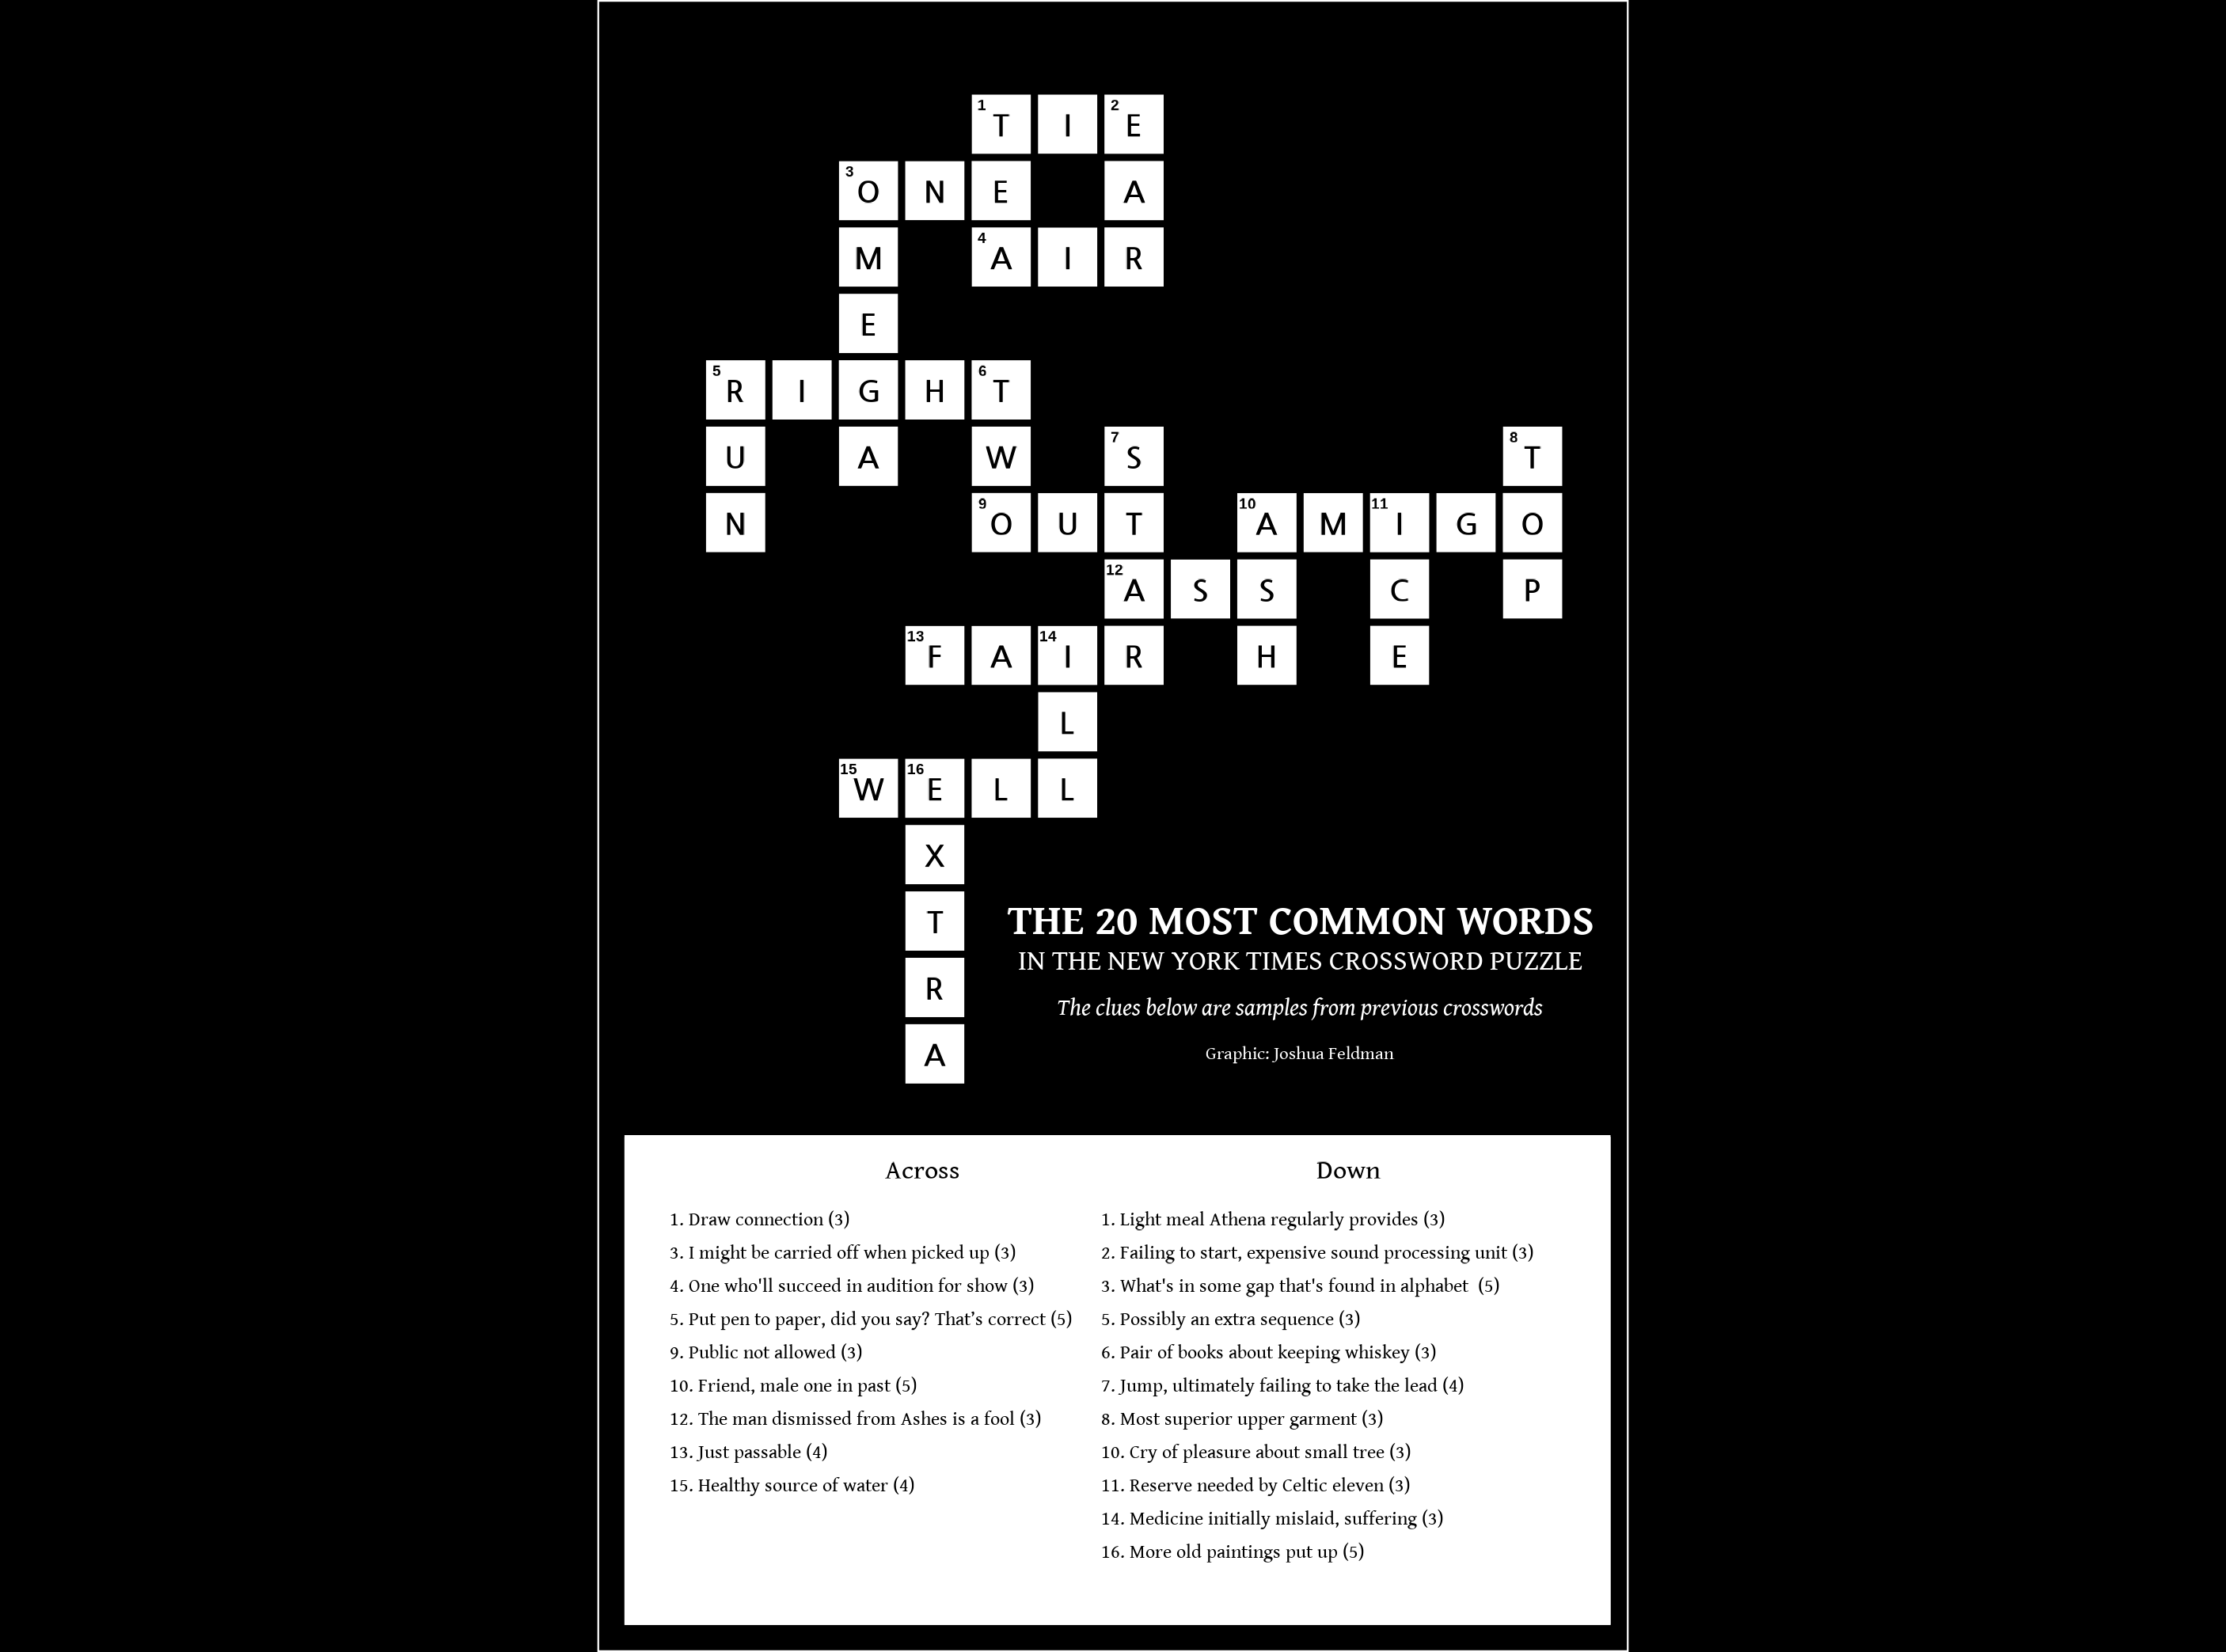 1 T I 2 E
3 O N E A
M 4 A I R
E
5 R I G H 6 T
U A W 7 S 8 T
N 9 O U T 10 A M 11 I G O
12 A S S C P
13 F A 14 I R H E
L
15 W 16 E L L
X
T
R
A
THE 20 MOST COMMON WORDS
IN THE NEW YORK TIMES CROSSWORD PUZZLE
The clues below are samples from previous crosswords
Graphic: Joshua Feldman
Across
1. Draw connection (3)
3. I might be carried off when picked up (3)
4. One who'll succeed in audition for show (3)
5. Put pen to paper, did you say? That’s correct (5)
9. Public not allowed (3)
10. Friend, male one in past (5)
12. The man dismissed from Ashes is a fool (3)
13. Just passable (4)
15. Healthy source of water (4)
Down
1. Light meal Athena regularly provides (3)
2. Failing to start, expensive sound processing unit (3)
3. What's in some gap that's found in alphabet (5)
5. Possibly an extra sequence (3)
6. Pair of books about keeping whiskey (3)
7. Jump, ultimately failing to take the lead (4)
8. Most superior upper garment (3)
10. Cry of pleasure about small tree (3)
11. Reserve needed by Celtic eleven (3)
14. Medicine initially mislaid, suffering (3)
16. More old paintings put up (5)